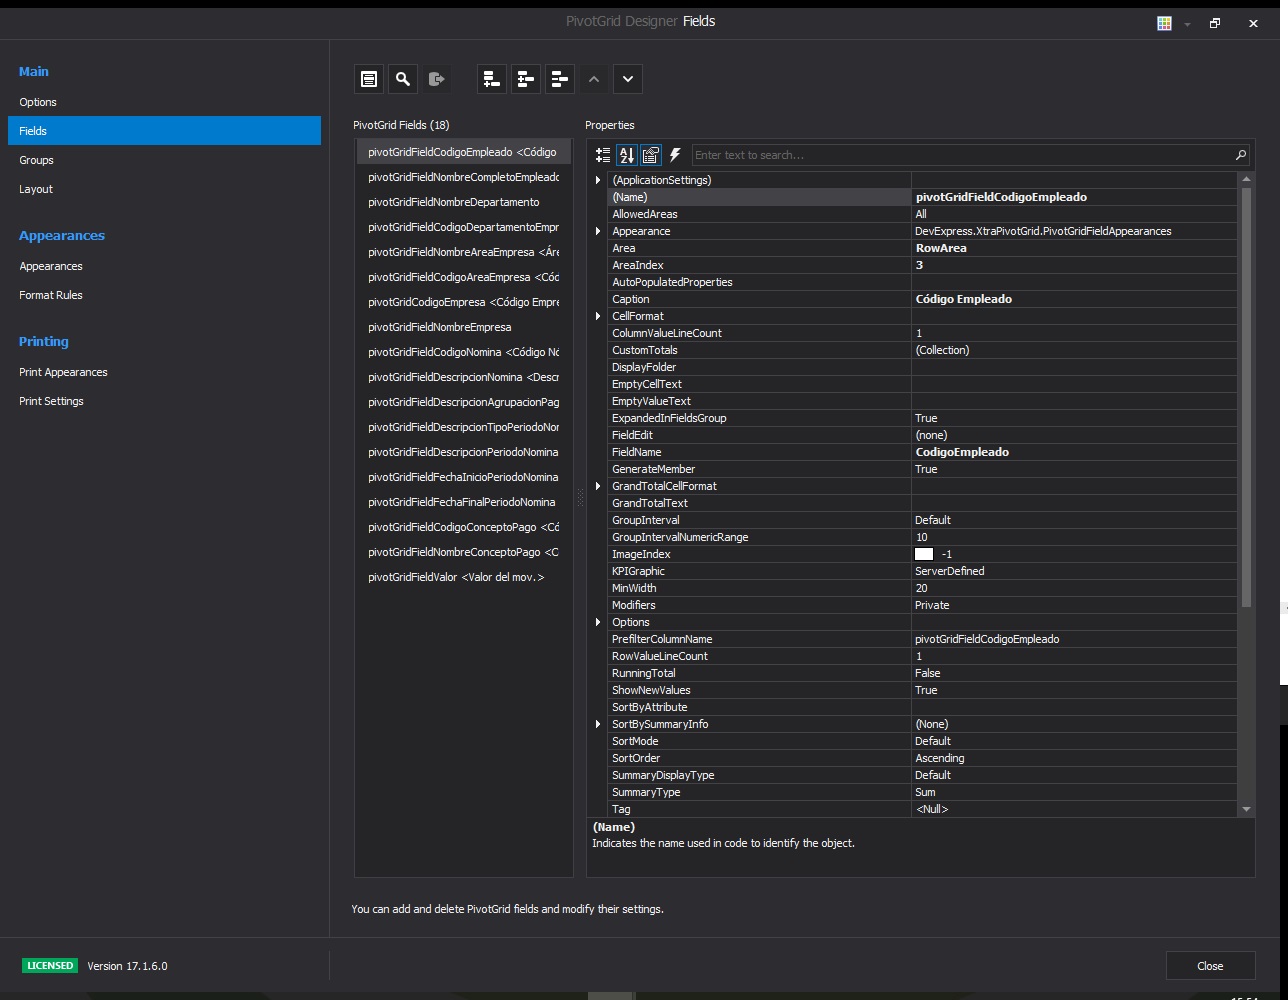 PivotGrid Designer Fields
Main
Options
Fields
Groups
Layout
Appearances
Appearances
Format Rules
Printing
Print Appearances
Print Settings
PivotGrid Fields (18)
pivotGridFieldCodigoEmpleado <Código
pivotGridFieldNombreCompletoEmpleado
pivotGridFieldNombreDepartamento
pivotGridFieldCodigoDepartamentoEmpr
pivotGridFieldNombreAreaEmpresa <Áre
pivotGridFieldCodigoAreaEmpresa <Cód
pivotGridCodigoEmpresa <Código Empre
pivotGridFieldNombreEmpresa
pivotGridFieldCodigoNomina <Código Nó
pivotGridFieldDescripcionNomina <Descr
pivotGridFieldDescripcionAgrupacionPag
pivotGridFieldDescripcionTipoPeriodoNor
pivotGridFieldDescripcionPeriodoNomina
pivotGridFieldFechaInicioPeriodoNomina
pivotGridFieldFechaFinalPeriodoNomina
pivotGridFieldCodigoConceptoPago <Có
pivotGridFieldNombreConceptoPago <C
pivotGridFieldValor <Valor del mov.>
Properties
Enter text to search...
(ApplicationSettings)
(Name) pivotGridFieldCodigoEmpleado
AllowedAreas All
Appearance DevExpress.XtraPivotGrid.PivotGridFieldAppearances
Area RowArea
AreaIndex 3
AutoPopulatedProperties
Caption Código Empleado
CellFormat
ColumnValueLineCount 1
CustomTotals (Collection)
DisplayFolder
EmptyCellText
EmptyValueText
ExpandedInFieldsGroup True
FieldEdit (none)
FieldName CodigoEmpleado
GenerateMember True
GrandTotalCellFormat
GrandTotalText
GroupInterval Default
GroupIntervalNumericRange 10
ImageIndex -1
KPIGraphic ServerDefined
MinWidth 20
Modifiers Private
Options
PrefilterColumnName pivotGridFieldCodigoEmpleado
RowValueLineCount 1
RunningTotal False
ShowNewValues True
SortByAttribute
SortBySummaryInfo (None)
SortMode Default
SortOrder Ascending
SummaryDisplayType Default
SummaryType Sum
Tag <Null>
(Name)
Indicates the name used in code to identify the object.
You can add and delete PivotGrid fields and modify their settings.
LICENSED Version 17.1.6.0
Close